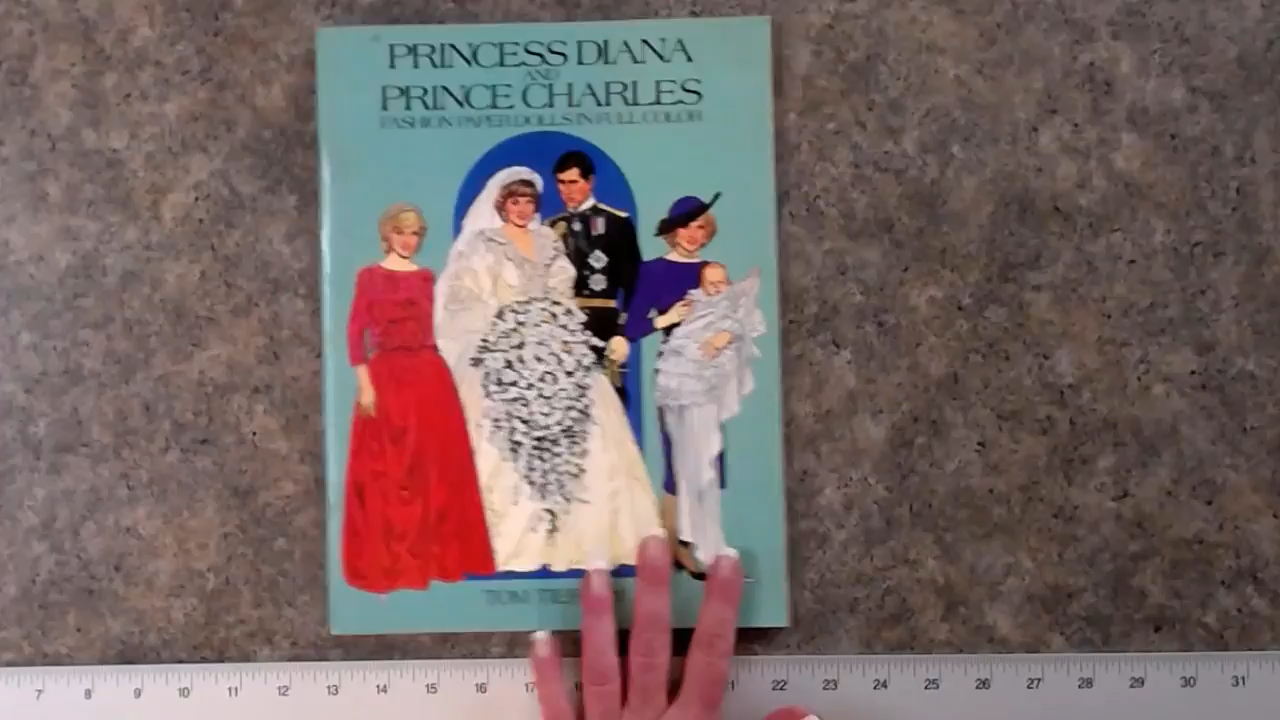 PRINCESS DIANA
AND
PRINCE CHARLES
FASHION PAPER DOLLS IN FULL COLOR
TOM
7 8 9 10 11 12 13 14 15 16 17 22 23 24 25 26 27 28 29 30 31